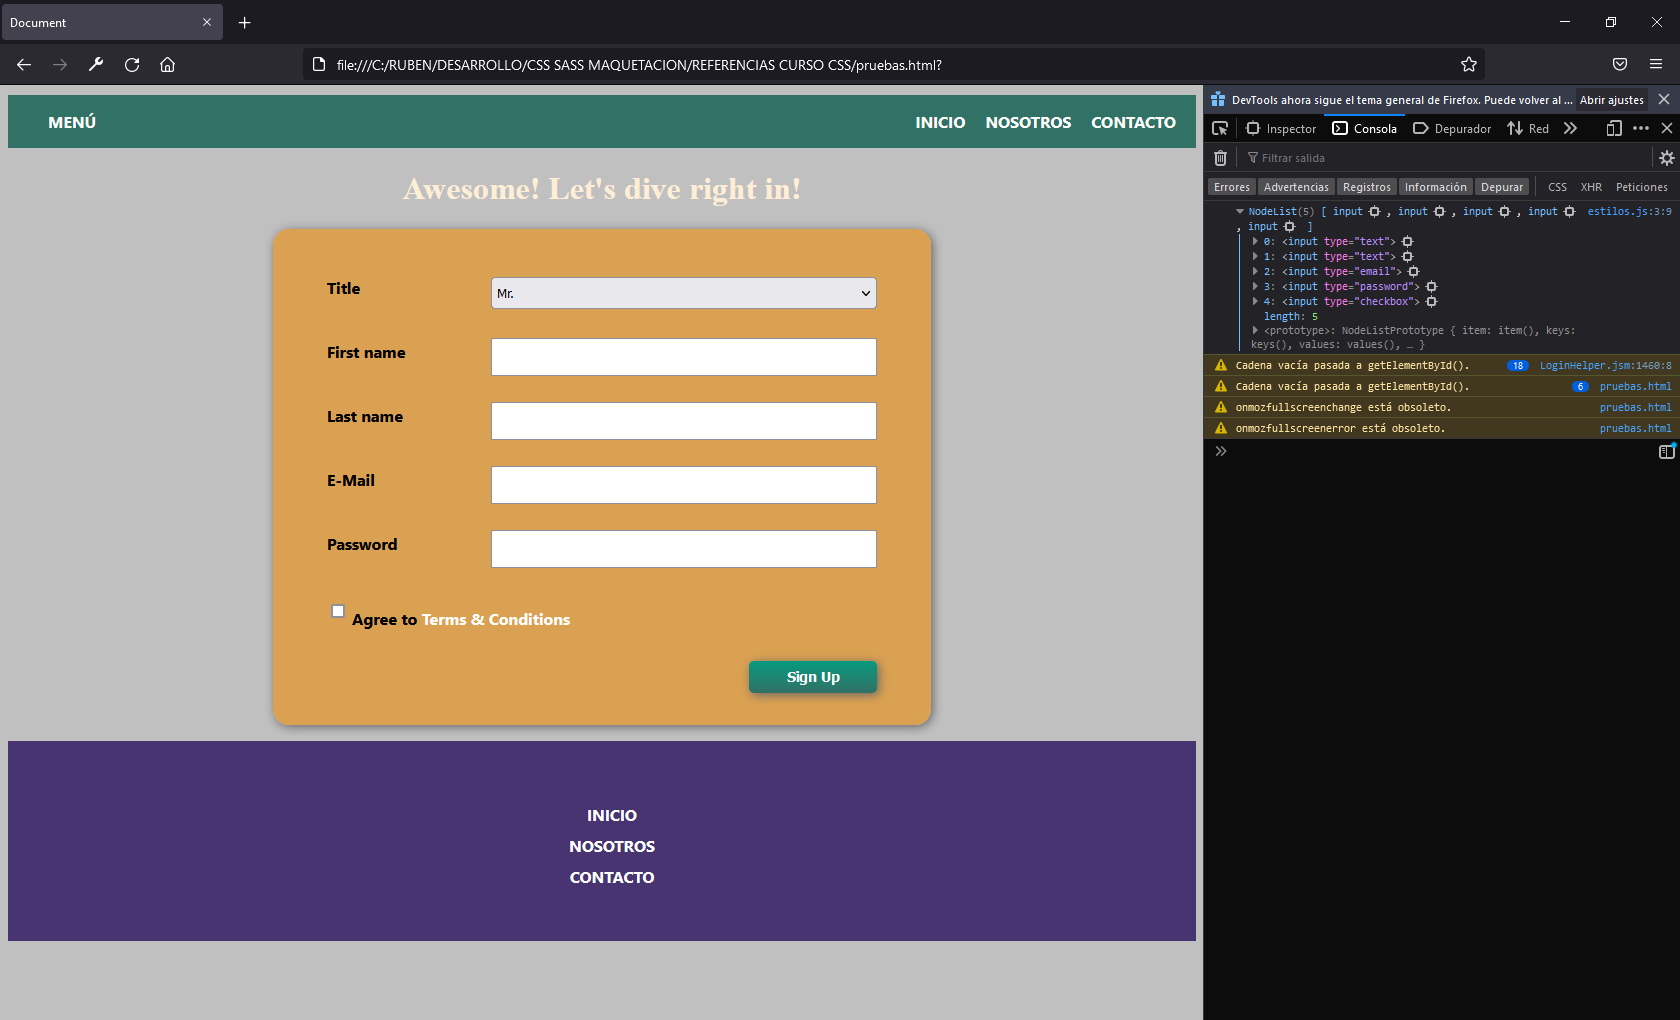 Document
file:///C:/RUBEN/DESARROLLO/CSS SASS MAQUETACION/REFERENCIAS CURSO CSS/pruebas.html?
MENÚ INICIO NOSOTROS CONTACTO
Awesome! Let's dive right in!
Title Mr.
First name
Last name
E-Mail
Password
Agree to Terms & Conditions
Sign Up
INICIO
NOSOTROS
CONTACTO
DevTools ahora sigue el tema general de Firefox. Puede volver al ... Abrir ajustes
Inspector Consola Depurador Red
Filtrar salida
Errores Advertencias Registros Información Depurar CSS XHR Peticiones
NodeList(5) [ input , input , input , input estilos.js:3:9
, input ]
0: <input type="text">
1: <input type="text">
2: <input type="email">
3: <input type="password">
4: <input type="checkbox">
length: 5
<prototype>: NodeListPrototype { item: item(), keys:
keys(), values: values(), … }
Cadena vacía pasada a getElementById(). 18 LoginHelper.jsm:1460:8
Cadena vacía pasada a getElementById(). 6 pruebas.html
onmozfullscreenchange está obsoleto. pruebas.html
onmozfullscreenerror está obsoleto. pruebas.html